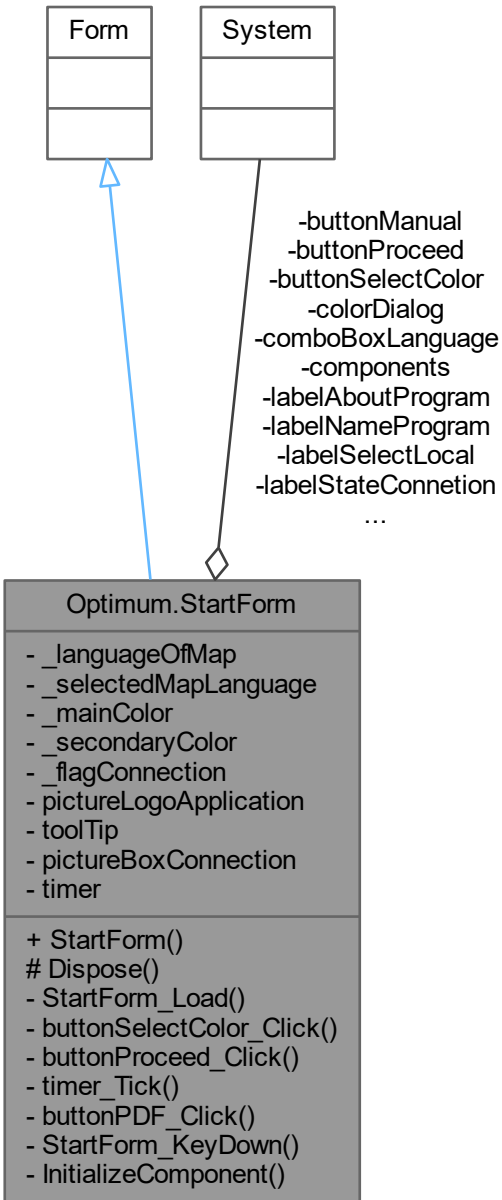 Form
System
-buttonManual
-buttonProceed
-buttonSelectColor
-colorDialog
-comboBoxLanguage
-components
-labelAboutProgram
-labelNameProgram
-labelSelectLocal
-labelStateConnetion
...
Optimum.StartForm
- _languageOfMap
- _selectedMapLanguage
- _mainColor
- _secondaryColor
- _flagConnection
- pictureLogoApplication
- toolTip
- pictureBoxConnection
- timer
+ StartForm()
# Dispose()
- StartForm_Load()
- buttonSelectColor_Click()
- buttonProceed_Click()
- timer_Tick()
- buttonPDF_Click()
- StartForm_KeyDown()
- InitializeComponent()